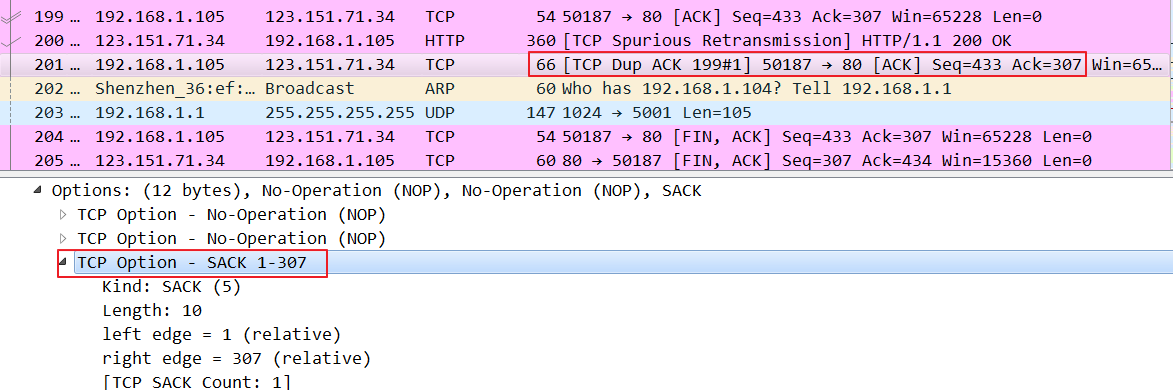 199 … 192.168.1.105 123.151.71.34 TCP 54 50187 → 80 [ACK] Seq=433 Ack=307 Win=65228 Len=0
200 … 123.151.71.34 192.168.1.105 HTTP 360 [TCP Spurious Retransmission] HTTP/1.1 200 OK
201 … 192.168.1.105 123.151.71.34 TCP 66 [TCP Dup ACK 199#1] 50187 → 80 [ACK] Seq=433 Ack=307 Win=65…
202 … Shenzhen_36:ef:… Broadcast ARP 60 Who has 192.168.1.104? Tell 192.168.1.1
203 … 192.168.1.1 255.255.255.255 UDP 147 1024 → 5001 Len=105
204 … 192.168.1.105 123.151.71.34 TCP 54 50187 → 80 [FIN, ACK] Seq=433 Ack=307 Win=65228 Len=0
205 … 123.151.71.34 192.168.1.105 TCP 60 80 → 50187 [FIN, ACK] Seq=307 Ack=434 Win=15360 Len=0
Options: (12 bytes), No-Operation (NOP), No-Operation (NOP), SACK
TCP Option - No-Operation (NOP)
TCP Option - No-Operation (NOP)
TCP Option - SACK 1-307
Kind: SACK (5)
Length: 10
left edge = 1 (relative)
right edge = 307 (relative)
[TCP SACK Count: 1]